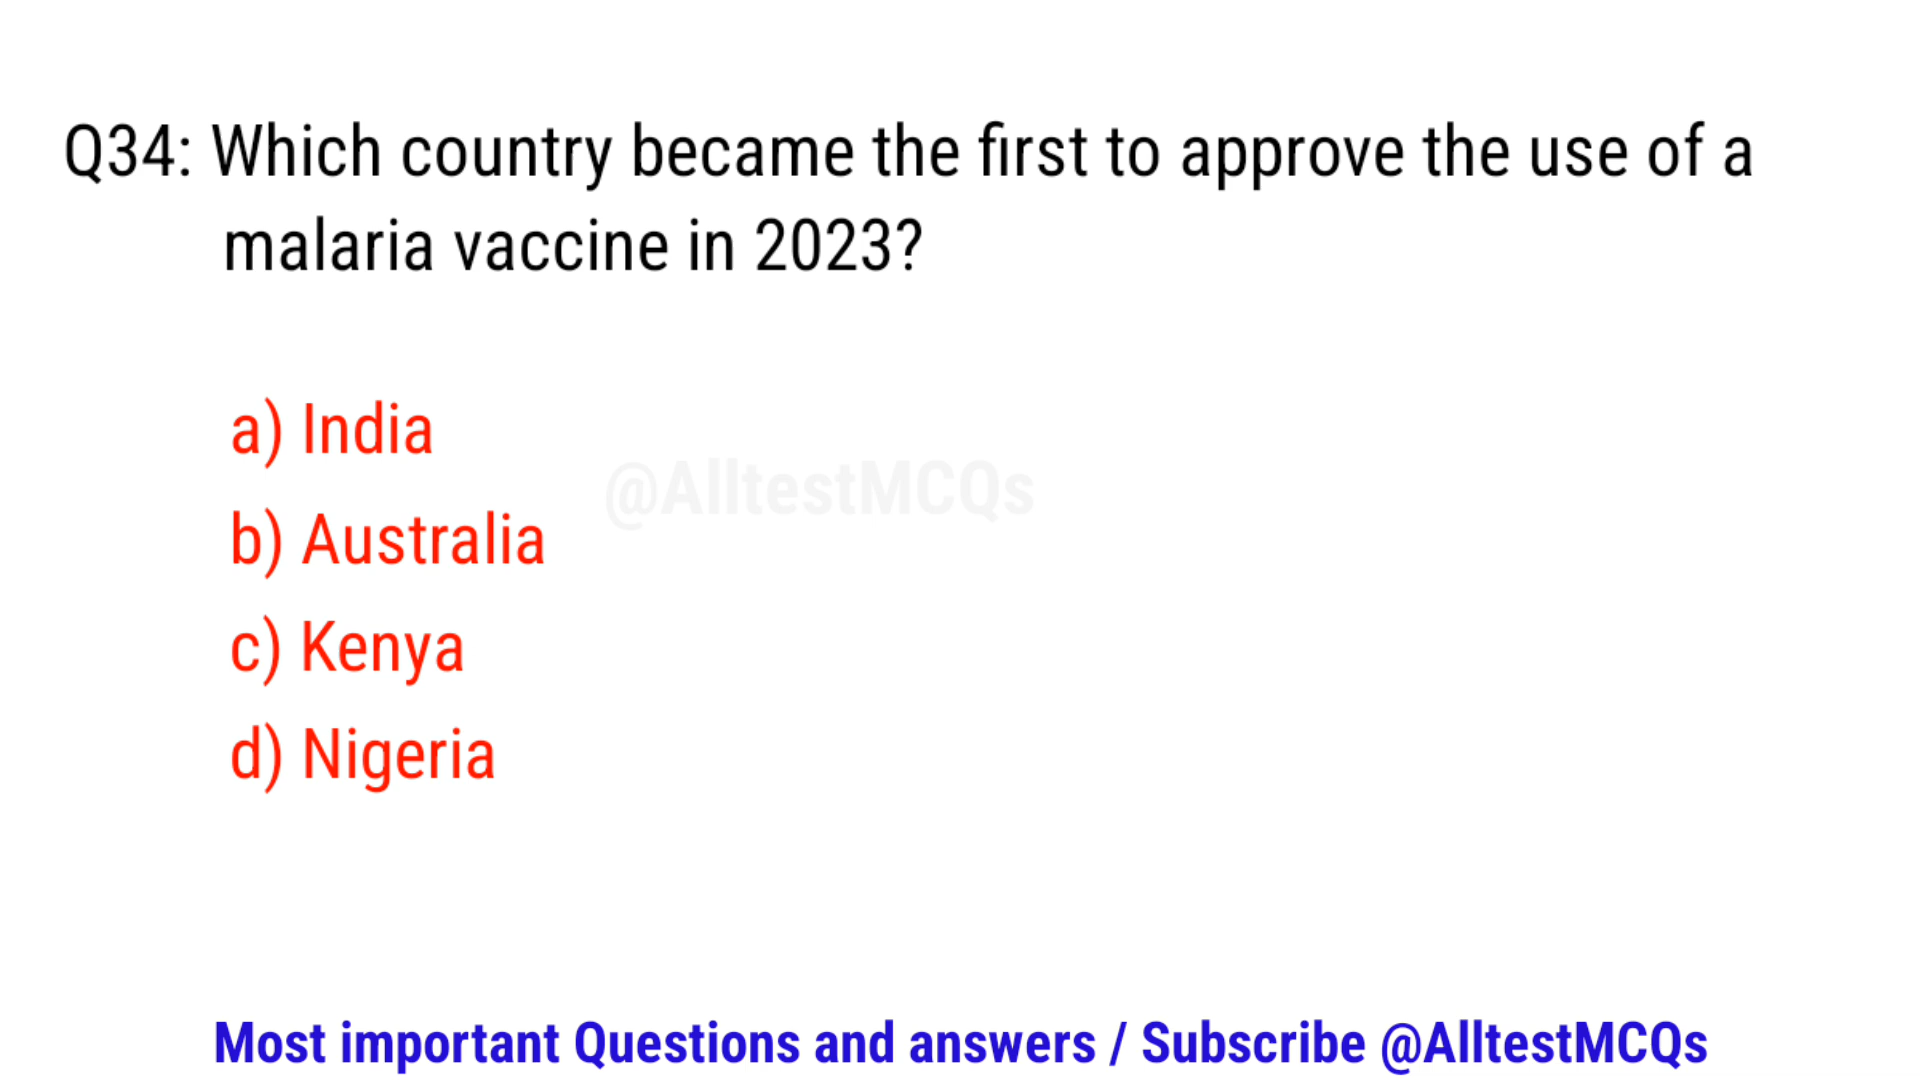 Q34: Which country became the first to approve the use of a
malaria vaccine in 2023?
a) India
@AlltestMCQs
b) Australia
c) Kenya
d) Nigeria
Most important Questions and answers / Subscribe @AlltestMCQs